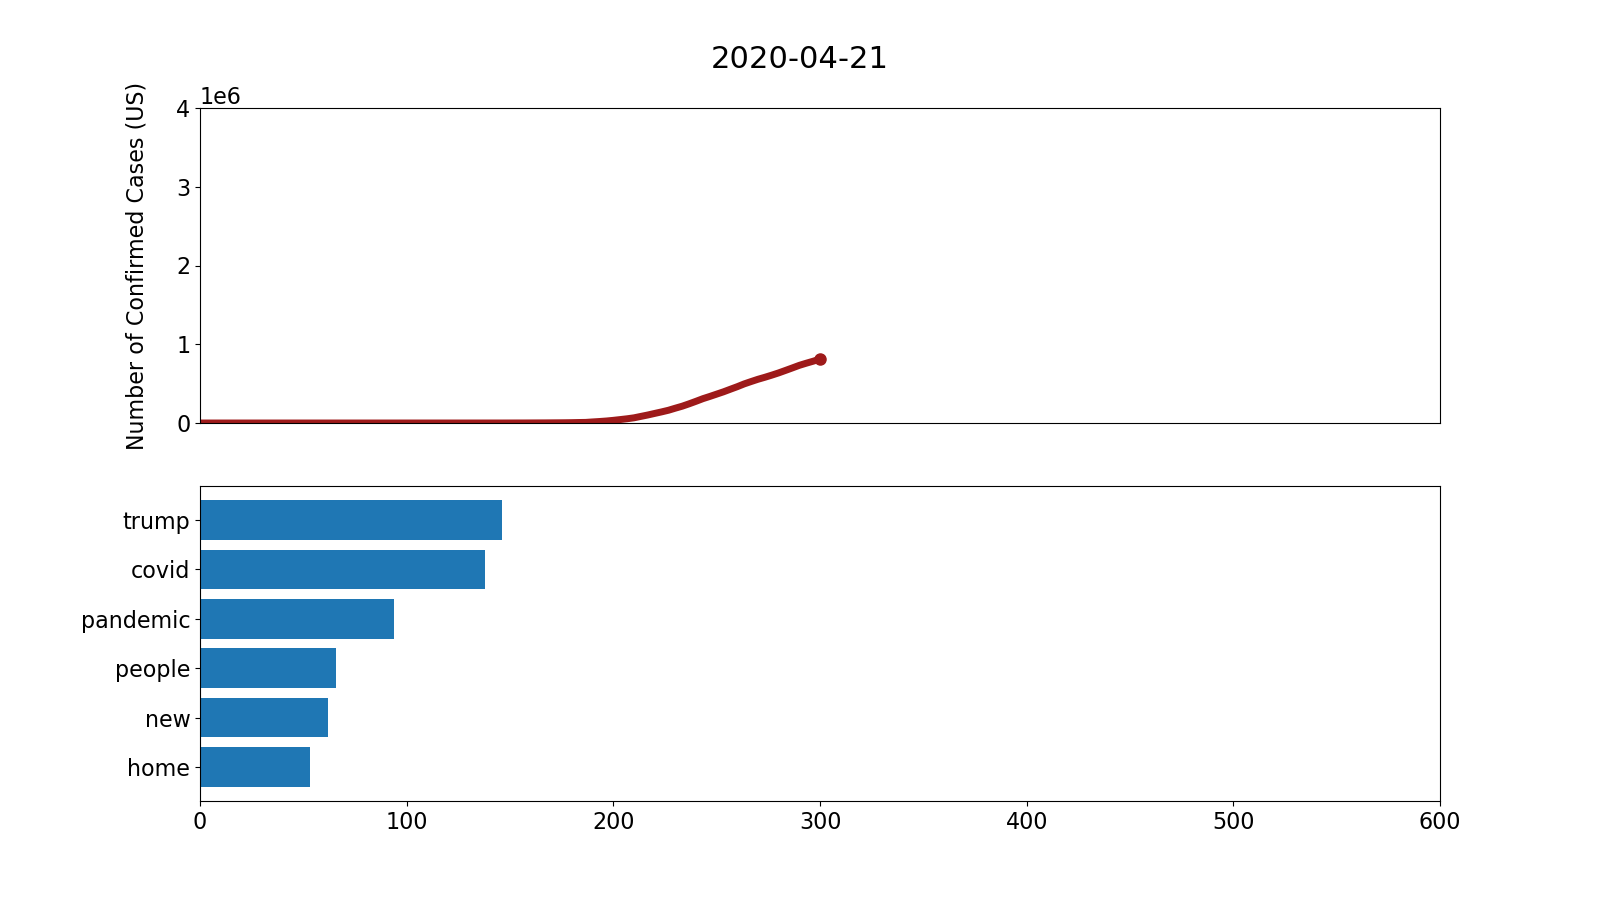 2020-04-21
1e6
Number of Confirmed Cases (US)
4
3
2
1
0
trump
covid
pandemic
people
new
home
0 100 200 300 400 500 600